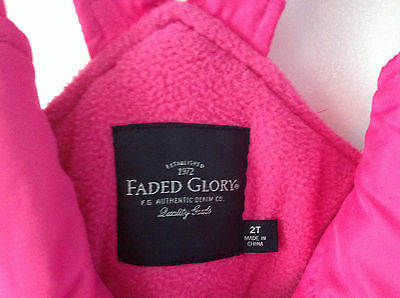 ESTABLISHED
1972
FADED GLORY®
F.G. AUTHENTIC DENIM CO.
Quality Goods
2T
MADE IN
CHINA